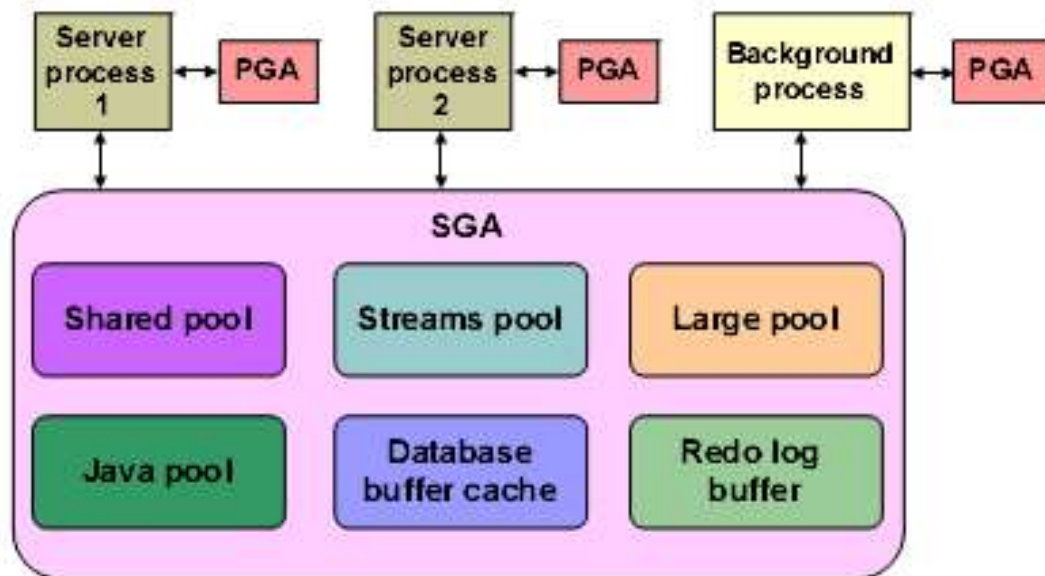 Server
process
1
PGA
Server
process
2
PGA
Background
process
PGA
SGA
Shared pool
Streams pool
Large pool
Java pool
Database
buffer cache
Redo log
buffer